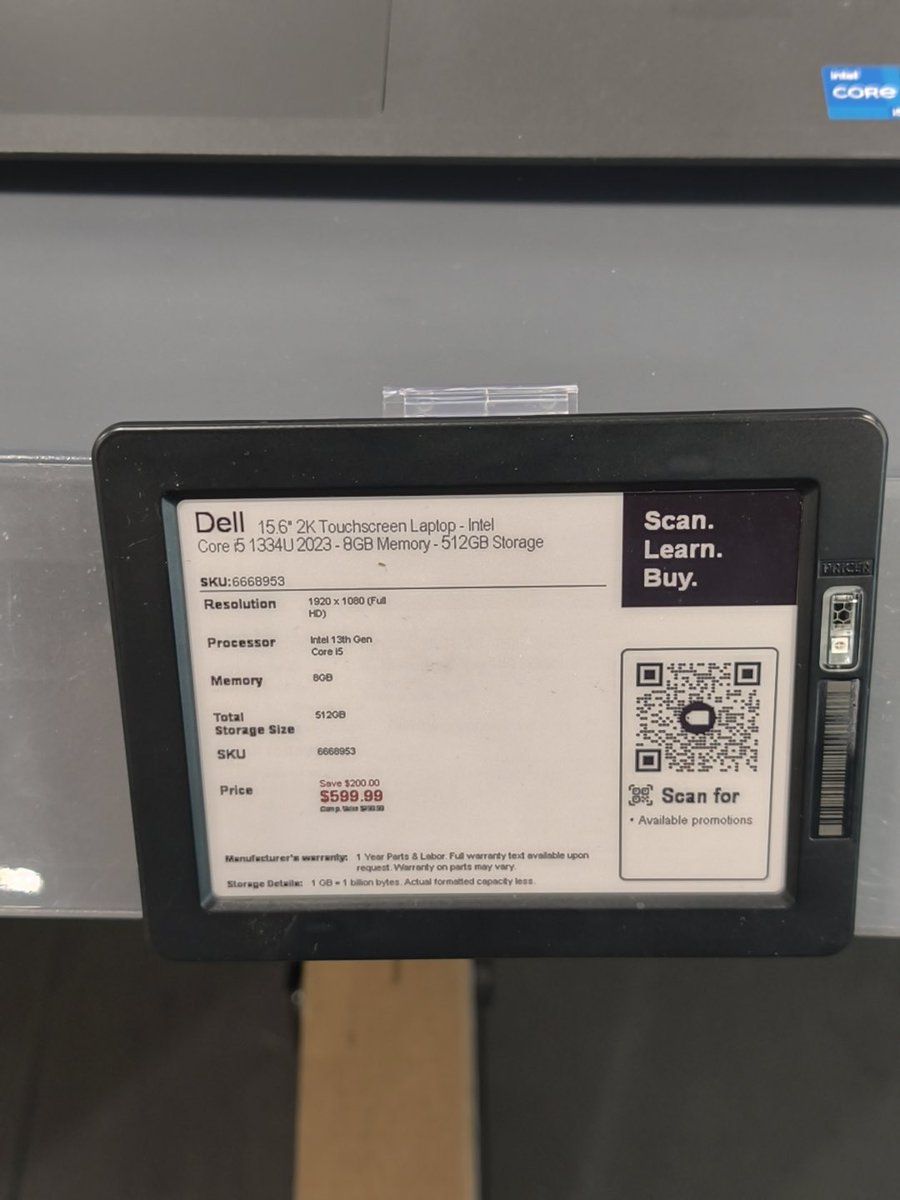 intel
CORE
Dell 15.6" 2K Touchscreen Laptop - Intel
Core i5 1334U 2023 - 8GB Memory - 512GB Storage
SKU:6668953
Resolution 1920 x 1080 (Full
HD)
Processor Intel 13th Gen
Core i5
Memory 8GB
Total 512GB
Storage Size
SKU 6668953
Price Save $200.00
$599.99
Comp. Value $799.99
Manufacturer's warranty: 1 Year Parts & Labor. Full warranty text available upon
request. Warranty on parts may vary.
Storage Details: 1 GB = 1 billion bytes. Actual formatted capacity less.
Scan.
Learn.
Buy.
Scan for
• Available promotions
PRICER